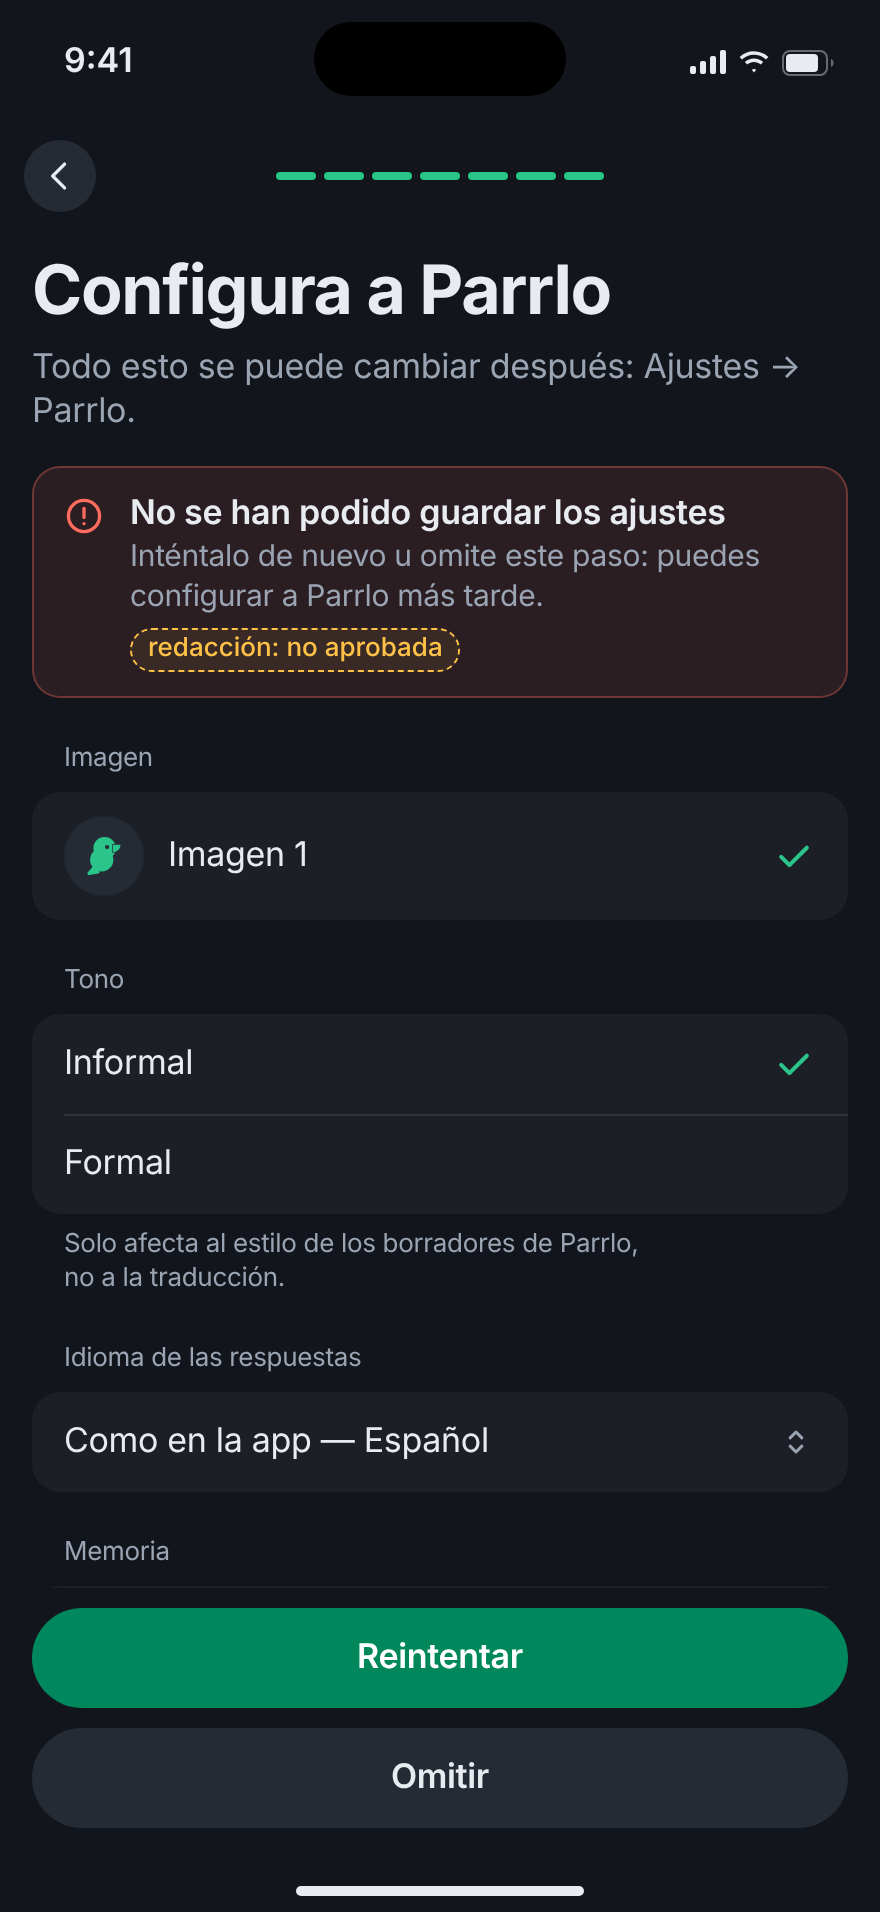 9:41
Configura a Parrlo
Todo esto se puede cambiar después: Ajustes →
Parrlo.
No se han podido guardar los ajustes
Inténtalo de nuevo u omite este paso: puedes
configurar a Parrlo más tarde.
redacción: no aprobada
Imagen
Imagen 1
Tono
Informal
Formal
Solo afecta al estilo de los borradores de Parrlo,
no a la traducción.
Idioma de las respuestas
Como en la app — Español
Memoria
Reintentar
Omitir